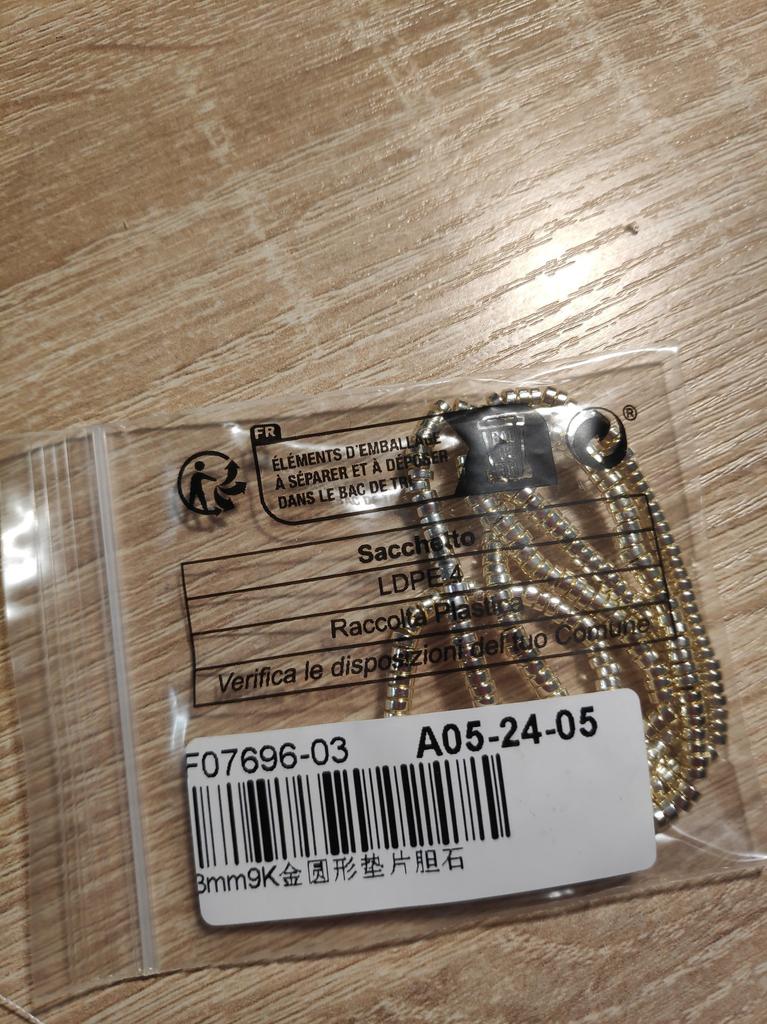 FR
ÉLÉMENTS D'EMBALLAGE
À SÉPARER ET À DÉPOSER
DANS LE BAC DE TRI
®
Sacchetto
LDPE 4
Raccolta Plastica
Verifica le disposizioni del tuo Comune
F07696-03 A05-24-05
3mm9K金圆形垫片胆石